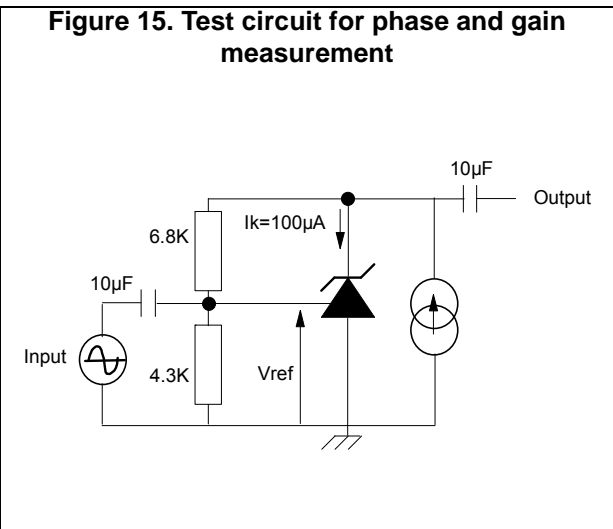 Figure 15. Test circuit for phase and gain
measurement
10µF
Output
Ik=100µA
6.8K
10µF
Input
4.3K
Vref